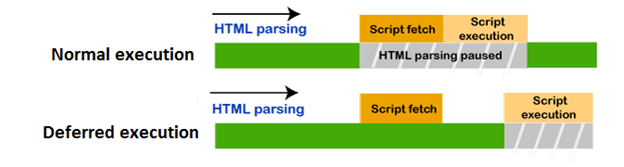 HTML parsing
Script fetch
Script
execution
Normal execution
HTML parsing paused
HTML parsing
Script fetch
Script
execution
Deferred execution